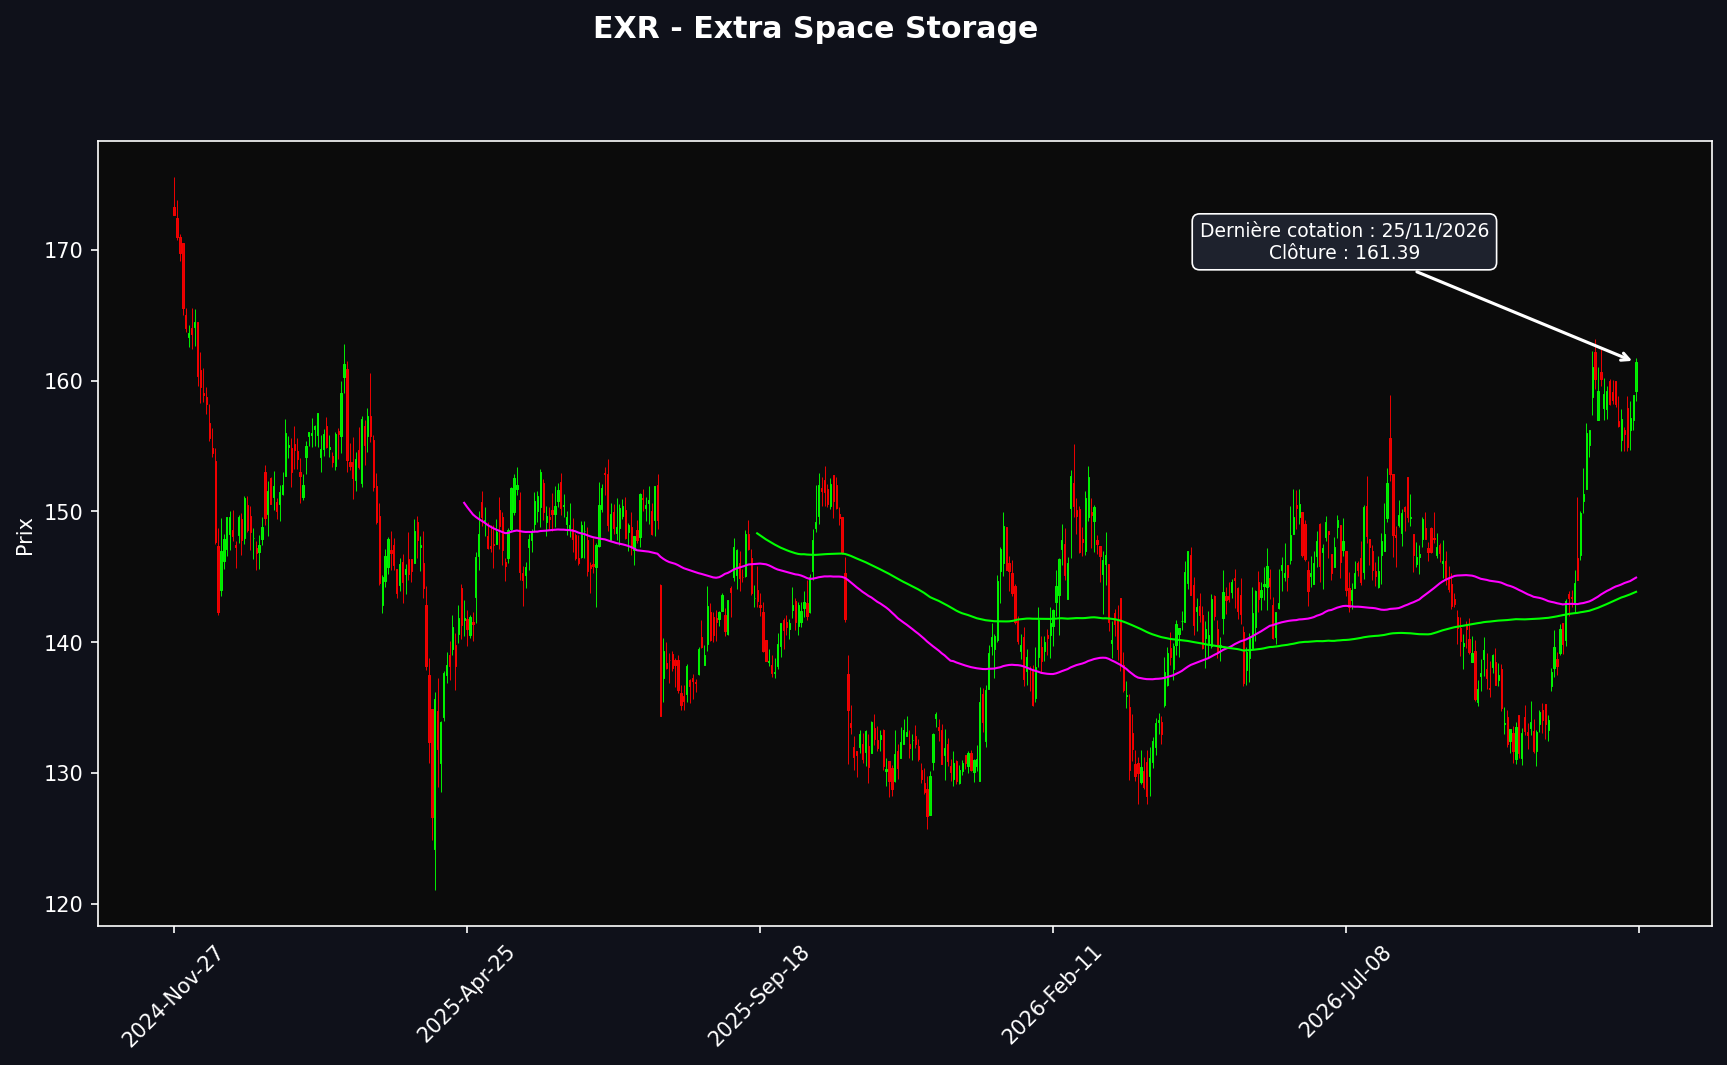 EXR - Extra Space Storage
Dernière cotation : 25/11/2026
Clôture : 161.39
Prix
170
160
150
140
130
120
2024-Nov-27
2025-Apr-25
2025-Sep-18
2026-Feb-11
2026-Jul-08